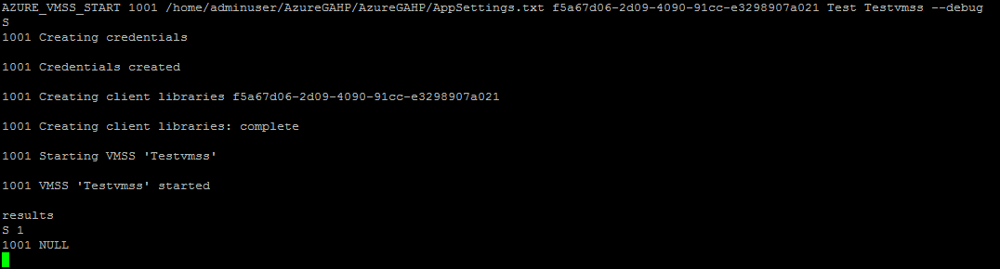 AZURE_VMSS_START 1001 /home/adminuser/AzureGAHP/AzureGAHP/AppSettings.txt f5a67d06-2d09-4090-91cc-e3298907a021 Test Testvmss --debug
S
1001 Creating credentials
1001 Credentials created
1001 Creating client libraries f5a67d06-2d09-4090-91cc-e3298907a021
1001 Creating client libraries: complete
1001 Starting VMSS 'Testvmss'
1001 VMSS 'Testvmss' started
results
S 1
1001 NULL